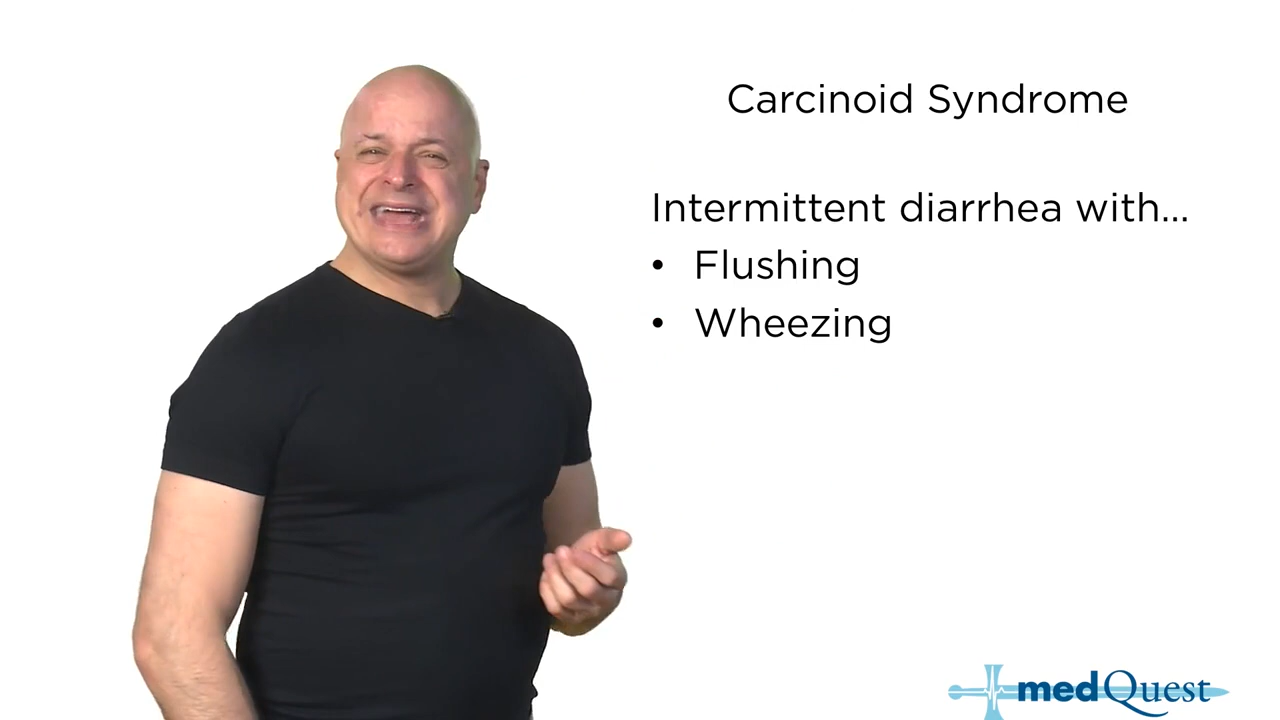 Carcinoid Syndrome
Intermittent diarrhea with...
• Flushing
• Wheezing
medQuest